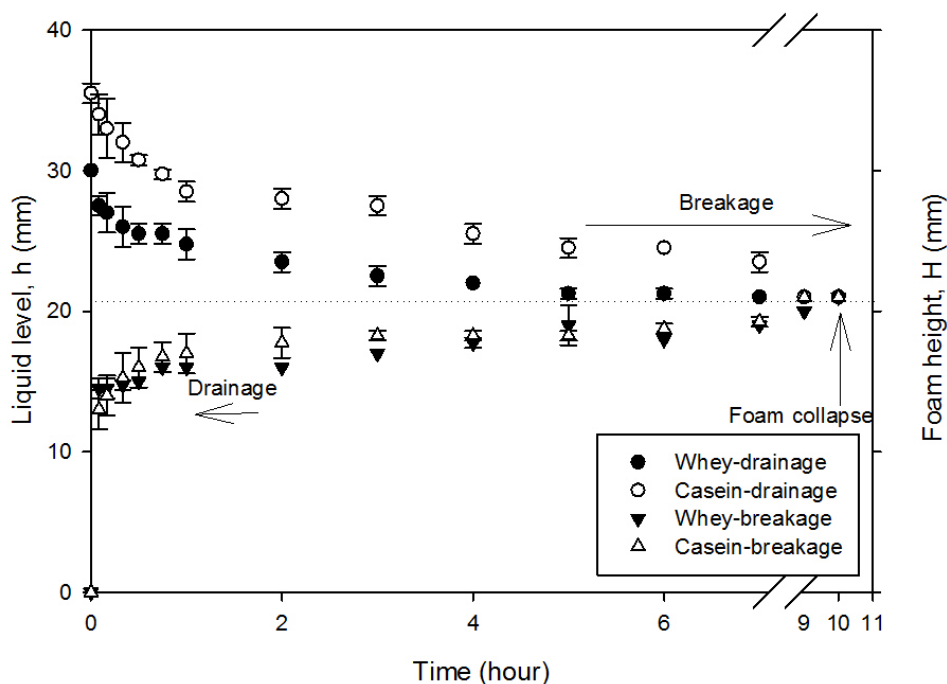 40
30
20
10
0
Liquid level, h (mm)
Foam height, H (mm)
Breakage
Drainage
Foam collapse
Whey-drainage
Casein-drainage
Whey-breakage
Casein-breakage
0 2 4 6 8 9 10 11
Time (hour)